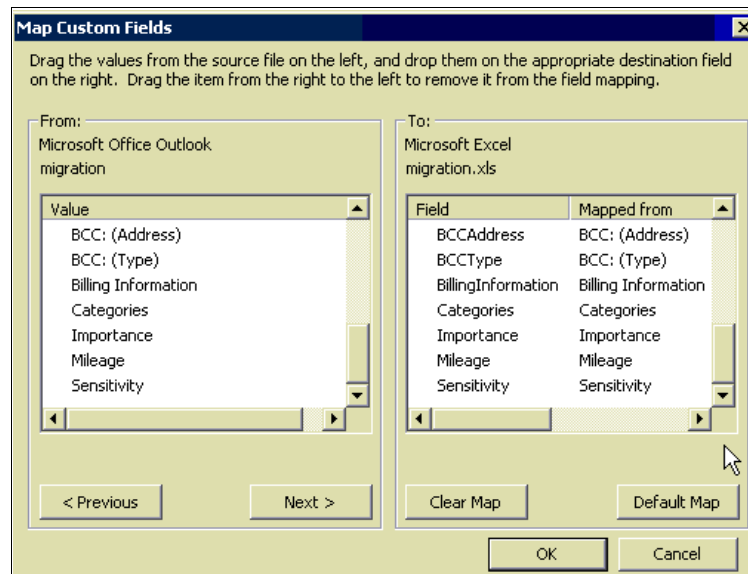 Map Custom Fields
Drag the values from the source file on the left, and drop them on the appropriate destination field
on the right. Drag the item from the right to the left to remove it from the field mapping.
From:
Microsoft Office Outlook
migration
Value
BCC: (Address)
BCC: (Type)
Billing Information
Categories
Importance
Mileage
Sensitivity
< Previous
Next >
To:
Microsoft Excel
migration.xls
Field Mapped from
BCCAddress BCC: (Address)
BCCType BCC: (Type)
BillingInformation Billing Information
Categories Categories
Importance Importance
Mileage Mileage
Sensitivity Sensitivity
Clear Map
Default Map
OK
Cancel